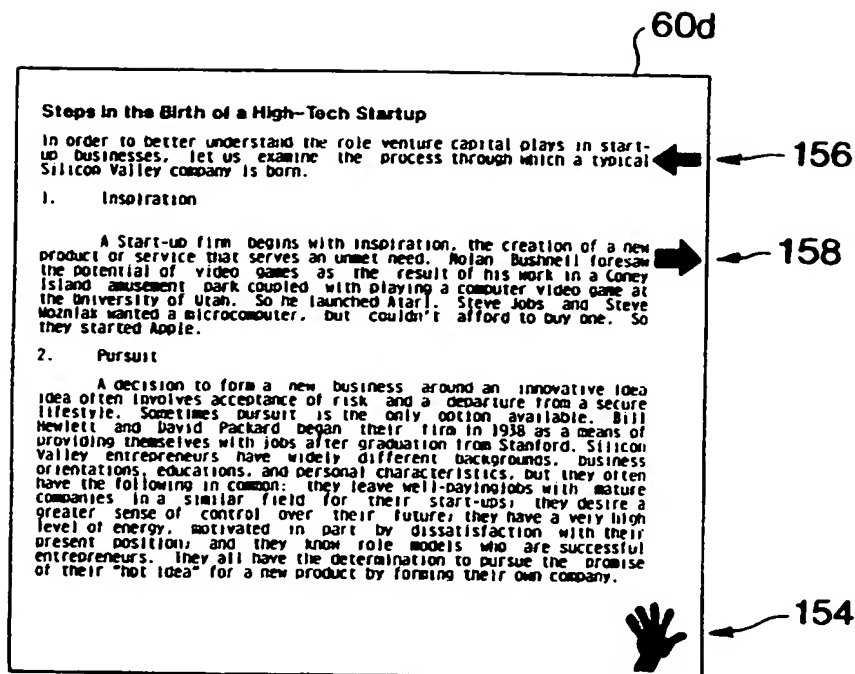 60d
Steps in the Birth of a High-Tech Startup
In order to better understand the role venture capital plays in start-
up businesses, let us examine the process through which a typical
Silicon Valley company is born.
156
1. Inspiration
A Start-up firm begins with inspiration, the creation of a new
product or service that serves an unmet need. Nolan Bushnell foresaw
158
the potential of video games as the result of his work in a Coney
Island amusement park coupled with playing a computer video game at
the University of Utah. So he launched Atari. Steve Jobs and Steve
Wozniak wanted a microcomputer, but couldn't afford to buy one. So
they started Apple.
2. Pursuit
A decision to form a new business around an innovative idea
idea often involves acceptance of risk and a departure from a secure
lifestyle. Sometimes pursuit is the only option available. Bill
Hewlett and David Packard began their firm in 1938 as a means of
providing themselves with jobs after graduation from Stanford. Silicon
Valley entrepreneurs have widely different backgrounds, business
orientations, educations, and personal characteristics, but they often
have the following in common: they leave well-payingjobs with mature
companies in a similar field for their start-ups; they desire a
greater sense of control over their future; they have a very high
level of energy, motivated in part by dissatisfaction with their
present position; and they know role models who are successful
entrepreneurs. They all have the determination to pursue the promise
of their "hot idea" for a new product by forming their own company.
154